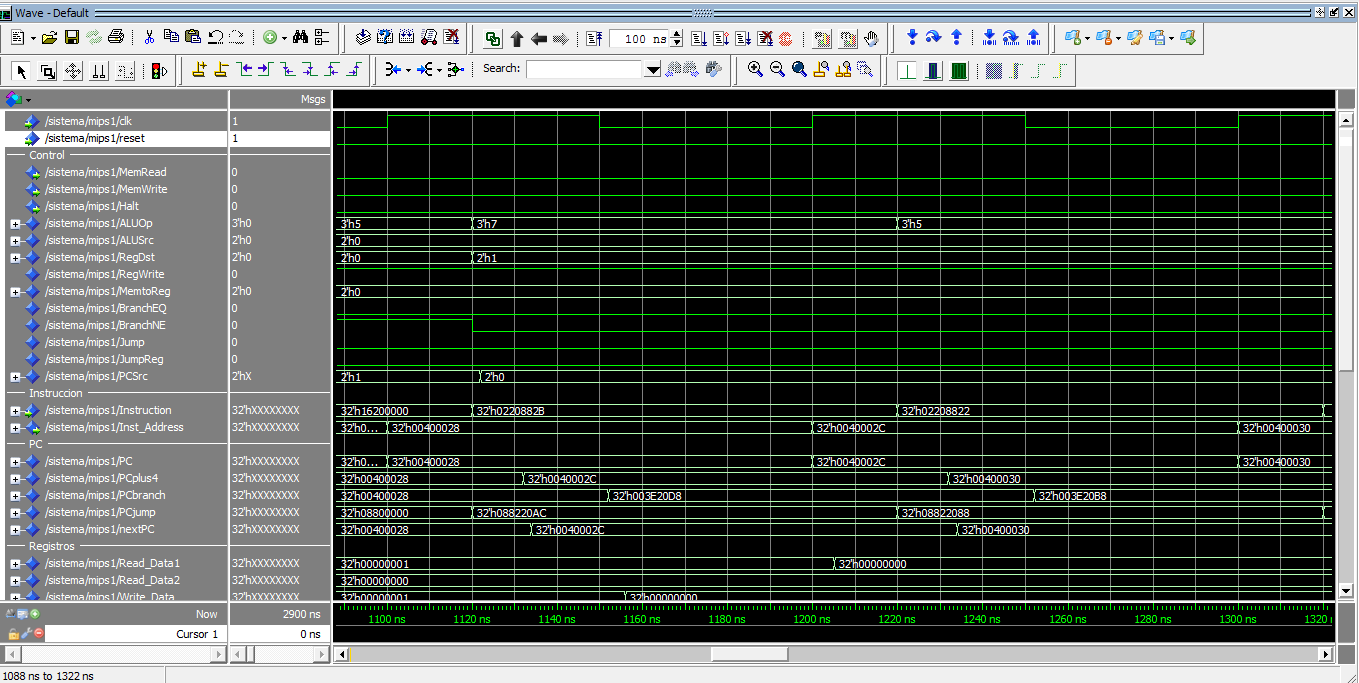 Wave - Default
100 ns
Search:
Msgs
/sistema/mips1/clk 1
/sistema/mips1/reset 1
Control
/sistema/mips1/MemRead 0
/sistema/mips1/MemWrite 0
/sistema/mips1/Halt 0
/sistema/mips1/ALUOp 3'h0 3'h5 3'h7 3'h5
/sistema/mips1/ALUSrc 2'h0 2'h0
/sistema/mips1/RegDst 2'h0 2'h0 2'h1
/sistema/mips1/RegWrite 0
/sistema/mips1/MemtoReg 2'h0 2'h0
/sistema/mips1/BranchEQ 0
/sistema/mips1/BranchNE 0
/sistema/mips1/Jump 0
/sistema/mips1/JumpReg 0
/sistema/mips1/PCSrc 2'hX 2'h1 2'h0
Instruccion
/sistema/mips1/Instruction 32'hXXXXXXXX 32'h16200000 32'h0220882B 32'h02208822
/sistema/mips1/Inst_Address 32'hXXXXXXXX 32'h0... 32'h00400028 32'h0040002C 32'h00400030
PC
/sistema/mips1/PC 32'hXXXXXXXX 32'h0... 32'h00400028 32'h0040002C 32'h00400030
/sistema/mips1/PCplus4 32'hXXXXXXXX 32'h00400028 32'h0040002C 32'h00400030
/sistema/mips1/PCbranch 32'hXXXXXXXX 32'h00400028 32'h003E20D8 32'h003E20B8
/sistema/mips1/PCjump 32'hXXXXXXXX 32'h08800000 32'h088220AC 32'h08822088
/sistema/mips1/nextPC 32'hXXXXXXXX 32'h00400028 32'h0040002C 32'h00400030
Registros
/sistema/mips1/Read_Data1 32'hXXXXXXXX 32'h00000001 32'h00000000
/sistema/mips1/Read_Data2 32'hXXXXXXXX 32'h00000000
/sistema/mips1/Write_Data 32'hXXXXXXXX 32'h00000001 32'h00000000
Now 2900 ns
1100 ns 1120 ns 1140 ns 1160 ns 1180 ns 1200 ns 1220 ns 1240 ns 1260 ns 1280 ns 1300 ns 1320
Cursor 1 0 ns
1088 ns to 1322 ns